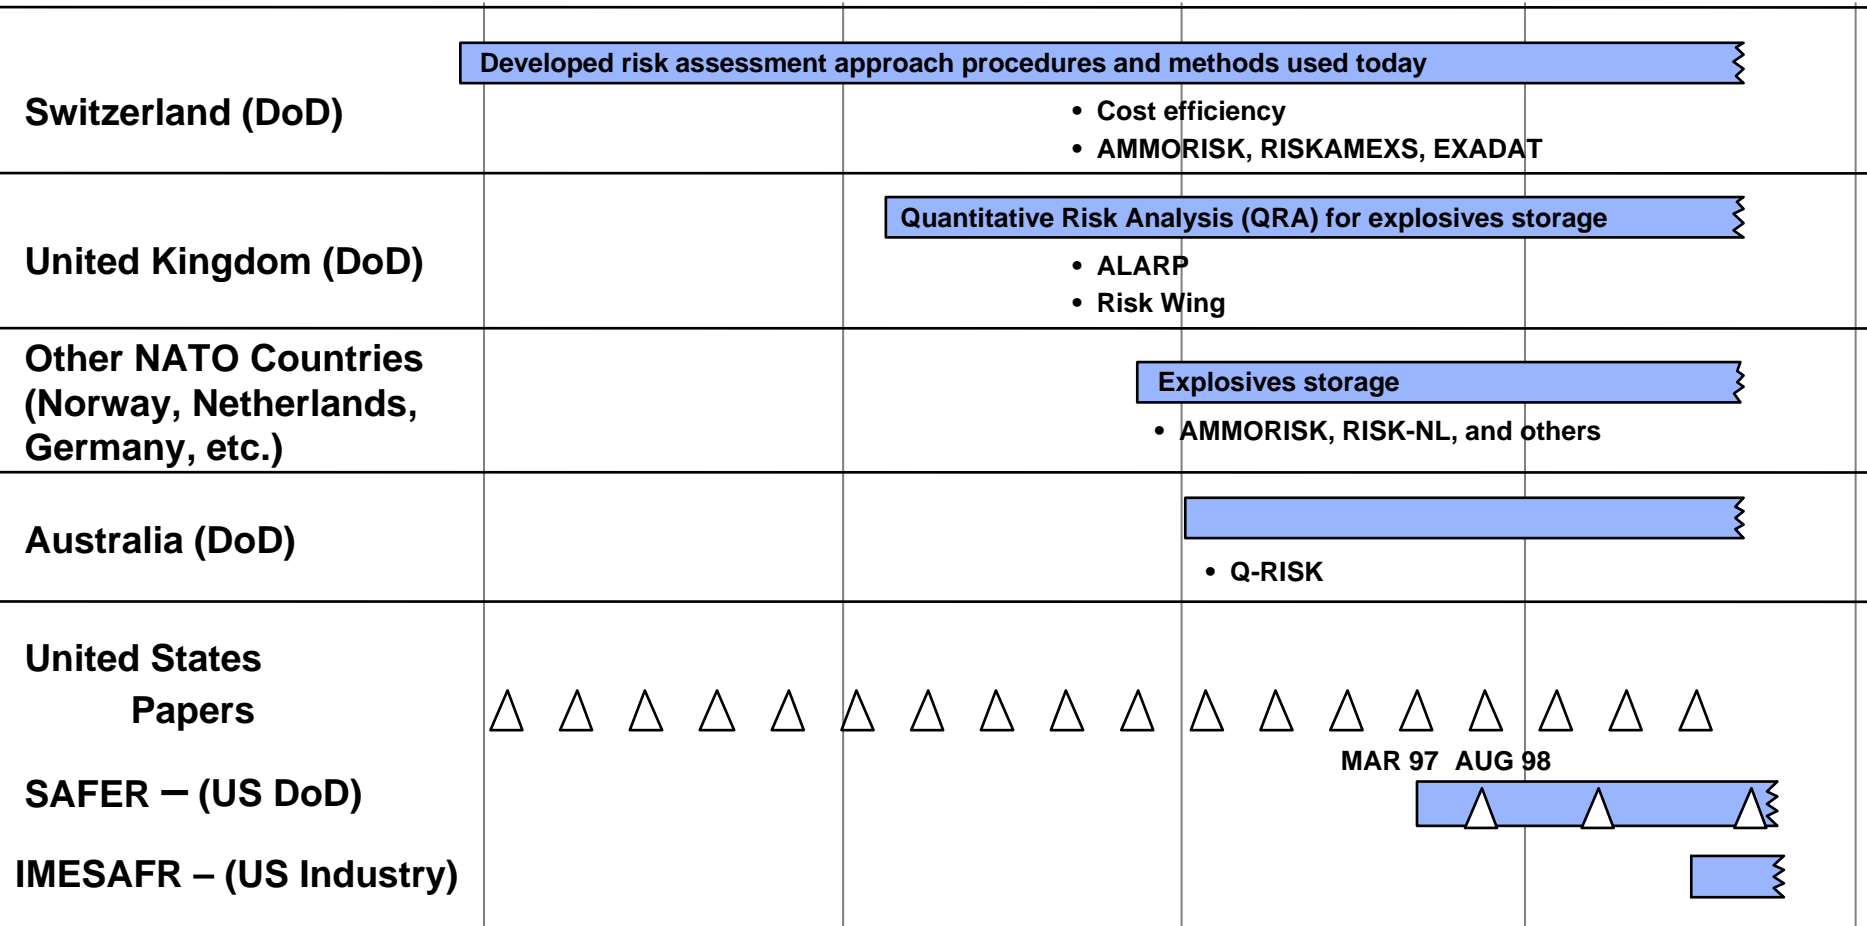 Developed risk assessment approach procedures and methods used today
Switzerland (DoD)
• Cost efficiency
• AMMORISK, RISKAMEXS, EXADAT
Quantitative Risk Analysis (QRA) for explosives storage
United Kingdom (DoD)
• ALARP
• Risk Wing
Other NATO Countries
(Norway, Netherlands,
Germany, etc.)
Explosives storage
• AMMORISK, RISK-NL, and others
Australia (DoD)
• Q-RISK
United States
Papers
MAR 97 AUG 98
SAFER – (US DoD)
IMESAFR – (US Industry)